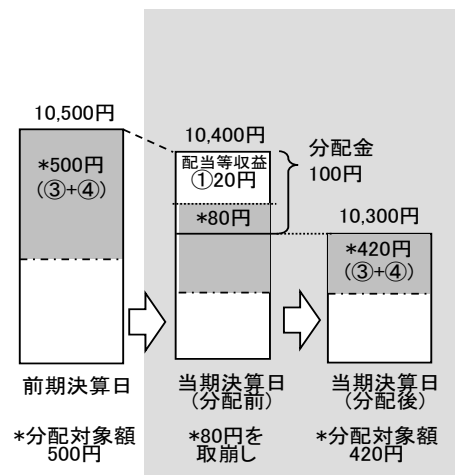 10,500円
*500円
(③+④)
前期決算日
*分配対象額
500円
10,400円
配当等収益
①20円
*80円
分配金
100円
当期決算日
(分配前)
*80円を
取崩し
10,300円
*420円
(③+④)
当期決算日
(分配後)
*分配対象額
420円